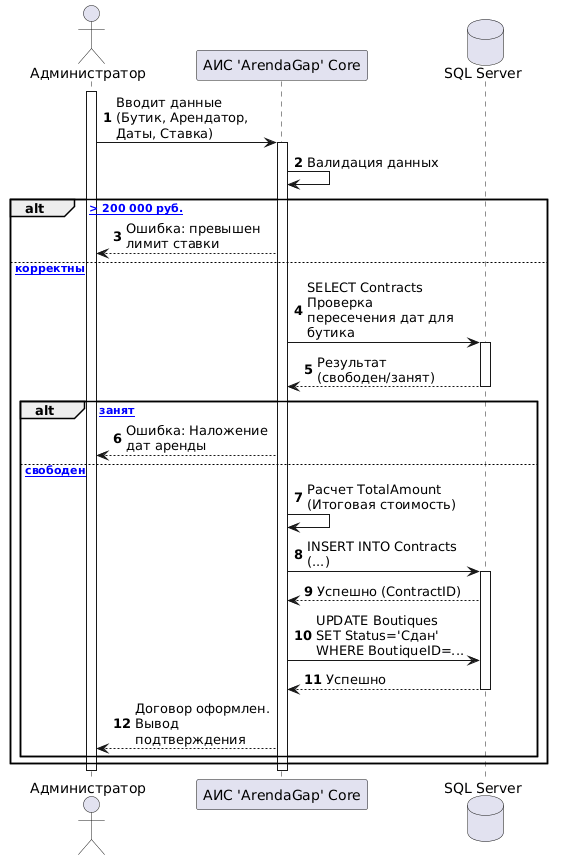 Администратор
АИС 'ArendaGap' Core
SQL Server
1 Вводит данные
(Бутик, Арендатор,
Даты, Ставка)
2 Валидация данных
alt
> 200 000 руб.
3 Ошибка: превышен
лимит ставки
корректны
4 SELECT Contracts
Проверка
пересечения дат для
бутика
5 Результат
(свободен/занят)
alt
занят
6 Ошибка: Наложение
дат аренды
свободен
7 Расчет TotalAmount
(Итоговая стоимость)
8 INSERT INTO Contracts
(...)
9 Успешно (ContractID)
10 UPDATE Boutiques
SET Status='Сдан'
WHERE BoutiqueID=...
11 Успешно
12 Договор оформлен.
Вывод
подтверждения
Администратор
АИС 'ArendaGap' Core
SQL Server